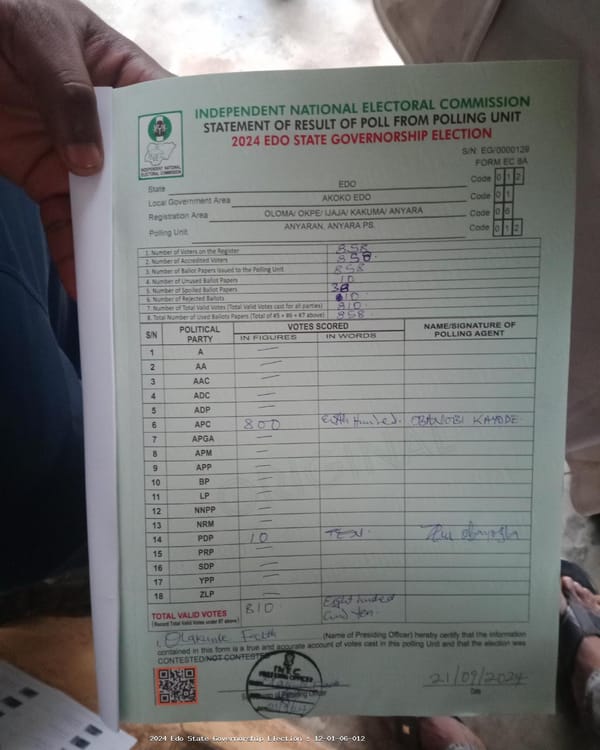 INDEPENDENT NATIONAL ELECTORAL COMMISSION
STATEMENT OF RESULT OF POLL FROM POLLING UNIT
2024 EDO STATE GOVERNORSHIP ELECTION
INDEPENDENT NATIONAL ELECTORAL COMMISSION
S/N: EG/0000129
FORM EC 8A
State EDO Code 0 1 2
Local Government Area AKOKO EDO Code 0 1
Registration Area OLOMA/ OKPE/ IJAJA/ KAKUMA/ ANYARA Code 0 6
Polling Unit ANYARAN, ANYARA PS. Code 0 1 2
1. Number of Voters on the Register 858
2. Number of Accredited Voters 858
3. Number of Ballot Papers Issued to the Polling Unit 858
4. Number of Unused Ballot Papers 10
5. Number of Spoiled Ballot Papers 38
6. Number of Rejected Ballots 10
7. Number of Total Valid Votes (Total Valid Votes cast for all parties) 810
8. Total Number of Used Ballots Papers (Total of #5 + #6 + #7 above) 858
S/N POLITICAL PARTY VOTES SCORED NAME/SIGNATURE OF POLLING AGENT
IN FIGURES IN WORDS
1 A
2 AA
3 AAC
4 ADC
5 ADP
6 APC 800 Hundred. OBANOBI KAYODE
7 APGA
8 APM
9 APP
10 BP
11 LP
12 NNPP
13 NRM
14 PDP 10 TEN.
15 PRP
16 SDP
17 YPP
18 ZLP
TOTAL VALID VOTES 810 Eight hundred and ten.
(Record Total Valid Votes under #7 above)
I, Olakunle Faith (Name of Presiding Officer) hereby certify that the information
contained in this form is a true and accurate account of votes cast in this polling Unit and that the election was
CONTESTED/NOT CONTESTED
INEC
PRESIDING OFFICER
21/09/2024
Date
2024 Edo State Governorship Election : 12-01-06-012